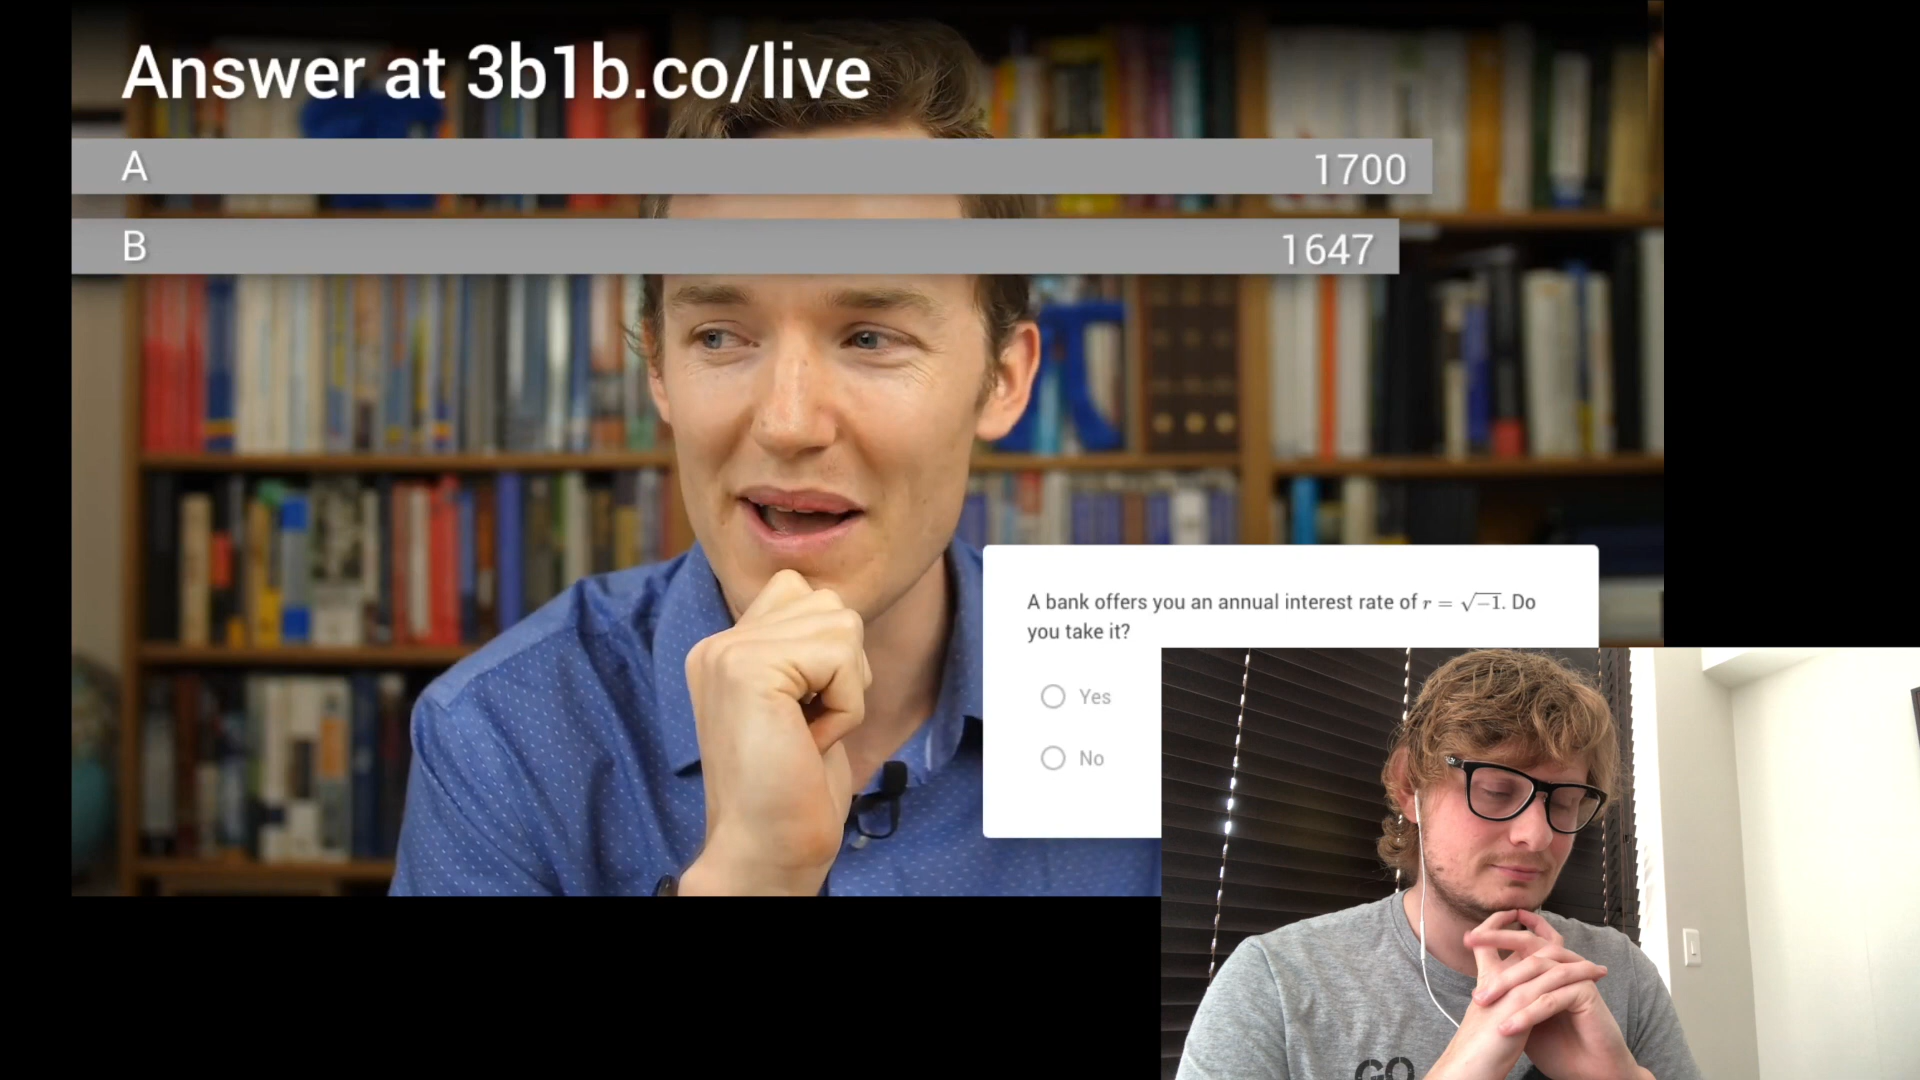 Answer at 3b1b.co/live
A 1700
B 1647
A bank offers you an annual interest rate of r = √−1. Do
you take it?
Yes
No
GO